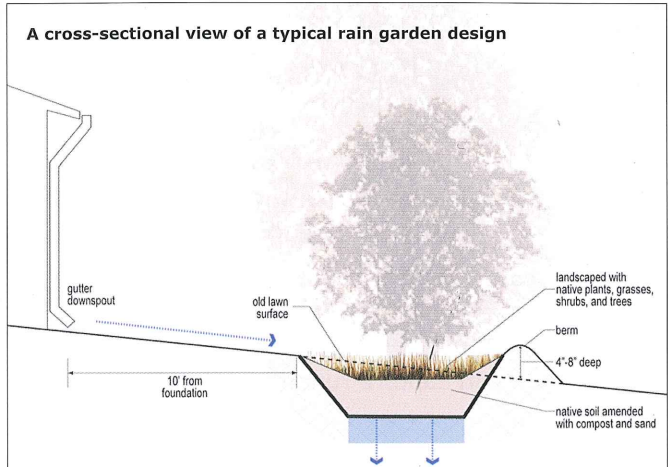 A cross-sectional view of a typical rain garden design
gutter
downspout
old lawn
surface
landscaped with
native plants, grasses,
shrubs, and trees
berm
4"-8" deep
10' from
foundation
native soil amended
with compost and sand